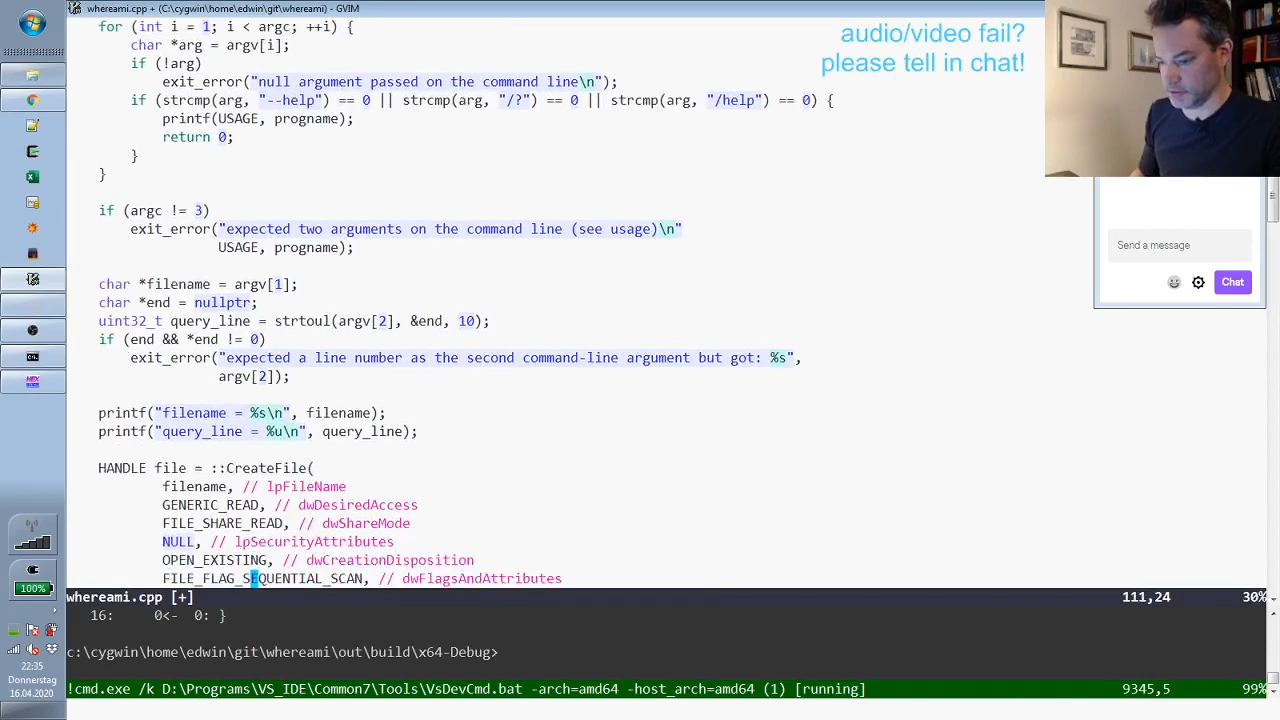 whereami.cpp + (C:\cygwin\home\edwin\git\whereami) - GVIM
for (int i = 1; i < argc; ++i) {
char *arg = argv[i];
if (!arg)
exit_error("null argument passed on the command line\n");
if (strcmp(arg, "--help") == 0 || strcmp(arg, "/?") == 0 || strcmp(arg, "/help") == 0) {
printf(USAGE, progname);
return 0;
}
}
if (argc != 3)
exit_error("expected two arguments on the command line (see usage)\n"
USAGE, progname);
char *filename = argv[1];
char *end = nullptr;
uint32_t query_line = strtoul(argv[2], &end, 10);
if (end && *end != 0)
exit_error("expected a line number as the second command-line argument but got: %s",
argv[2]);
printf("filename = %s\n", filename);
printf("query_line = %u\n", query_line);
HANDLE file = ::CreateFile(
filename, // lpFileName
GENERIC_READ, // dwDesiredAccess
FILE_SHARE_READ, // dwShareMode
NULL, // lpSecurityAttributes
OPEN_EXISTING, // dwCreationDisposition
FILE_FLAG_SEQUENTIAL_SCAN, // dwFlagsAndAttributes
whereami.cpp [+] 111,24 30%
16: 0<- 0: }
c:\cygwin\home\edwin\git\whereami\out\build\x64-Debug>
!cmd.exe /k D:\Programs\VS_IDE\Common7\Tools\VsDevCmd.bat -arch=amd64 -host_arch=amd64 (1) [running] 9345,5 99%
audio/video fail?
please tell in chat!
Send a message
Chat
HEX
100%
22:35
Donnerstag
16.04.2020